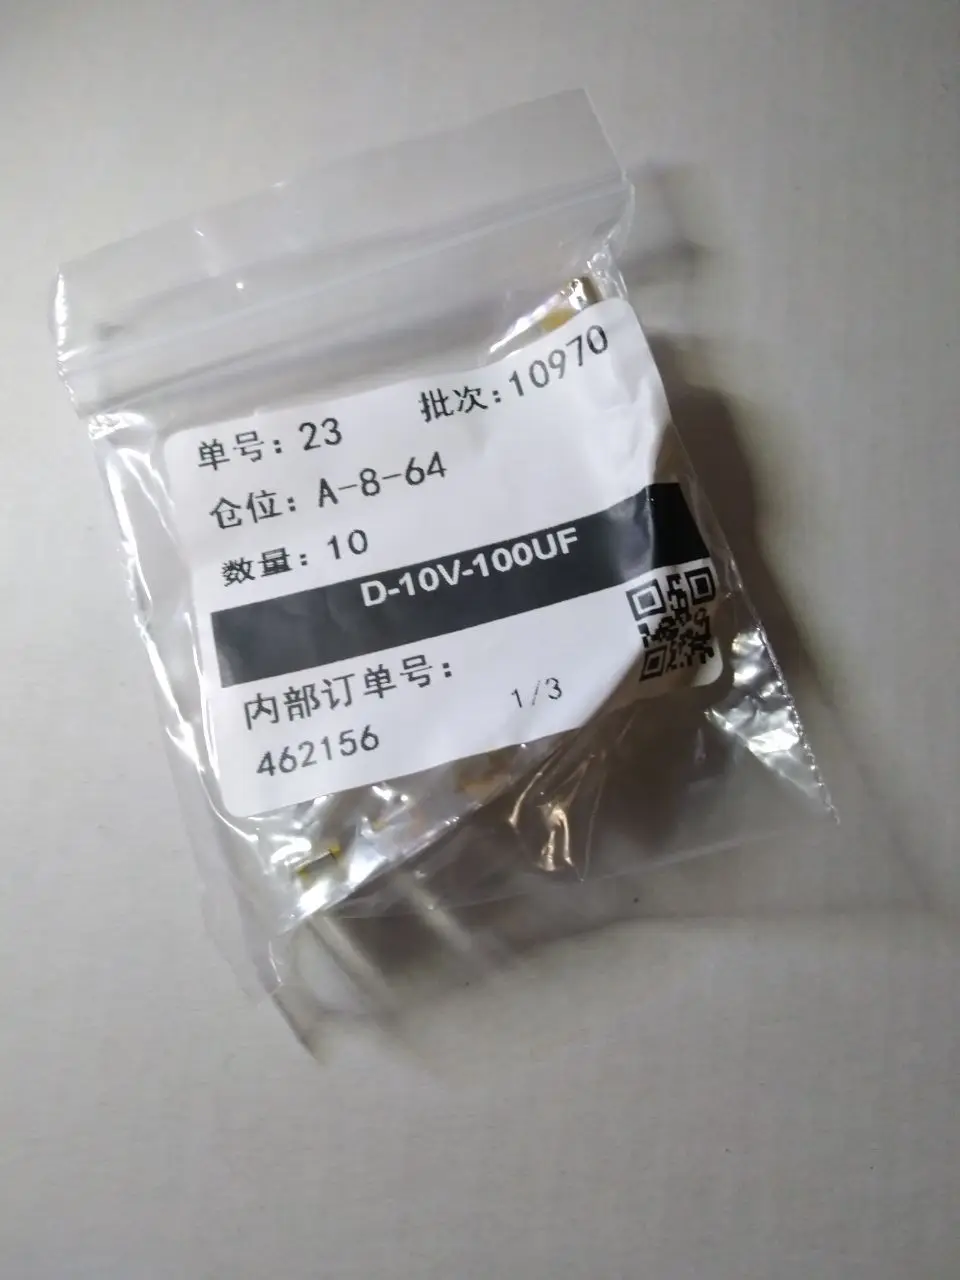 单号：23 批次：10970
仓位：A-8-64
数量：10
D-10V-100UF
内部订单号：
462156 1/3